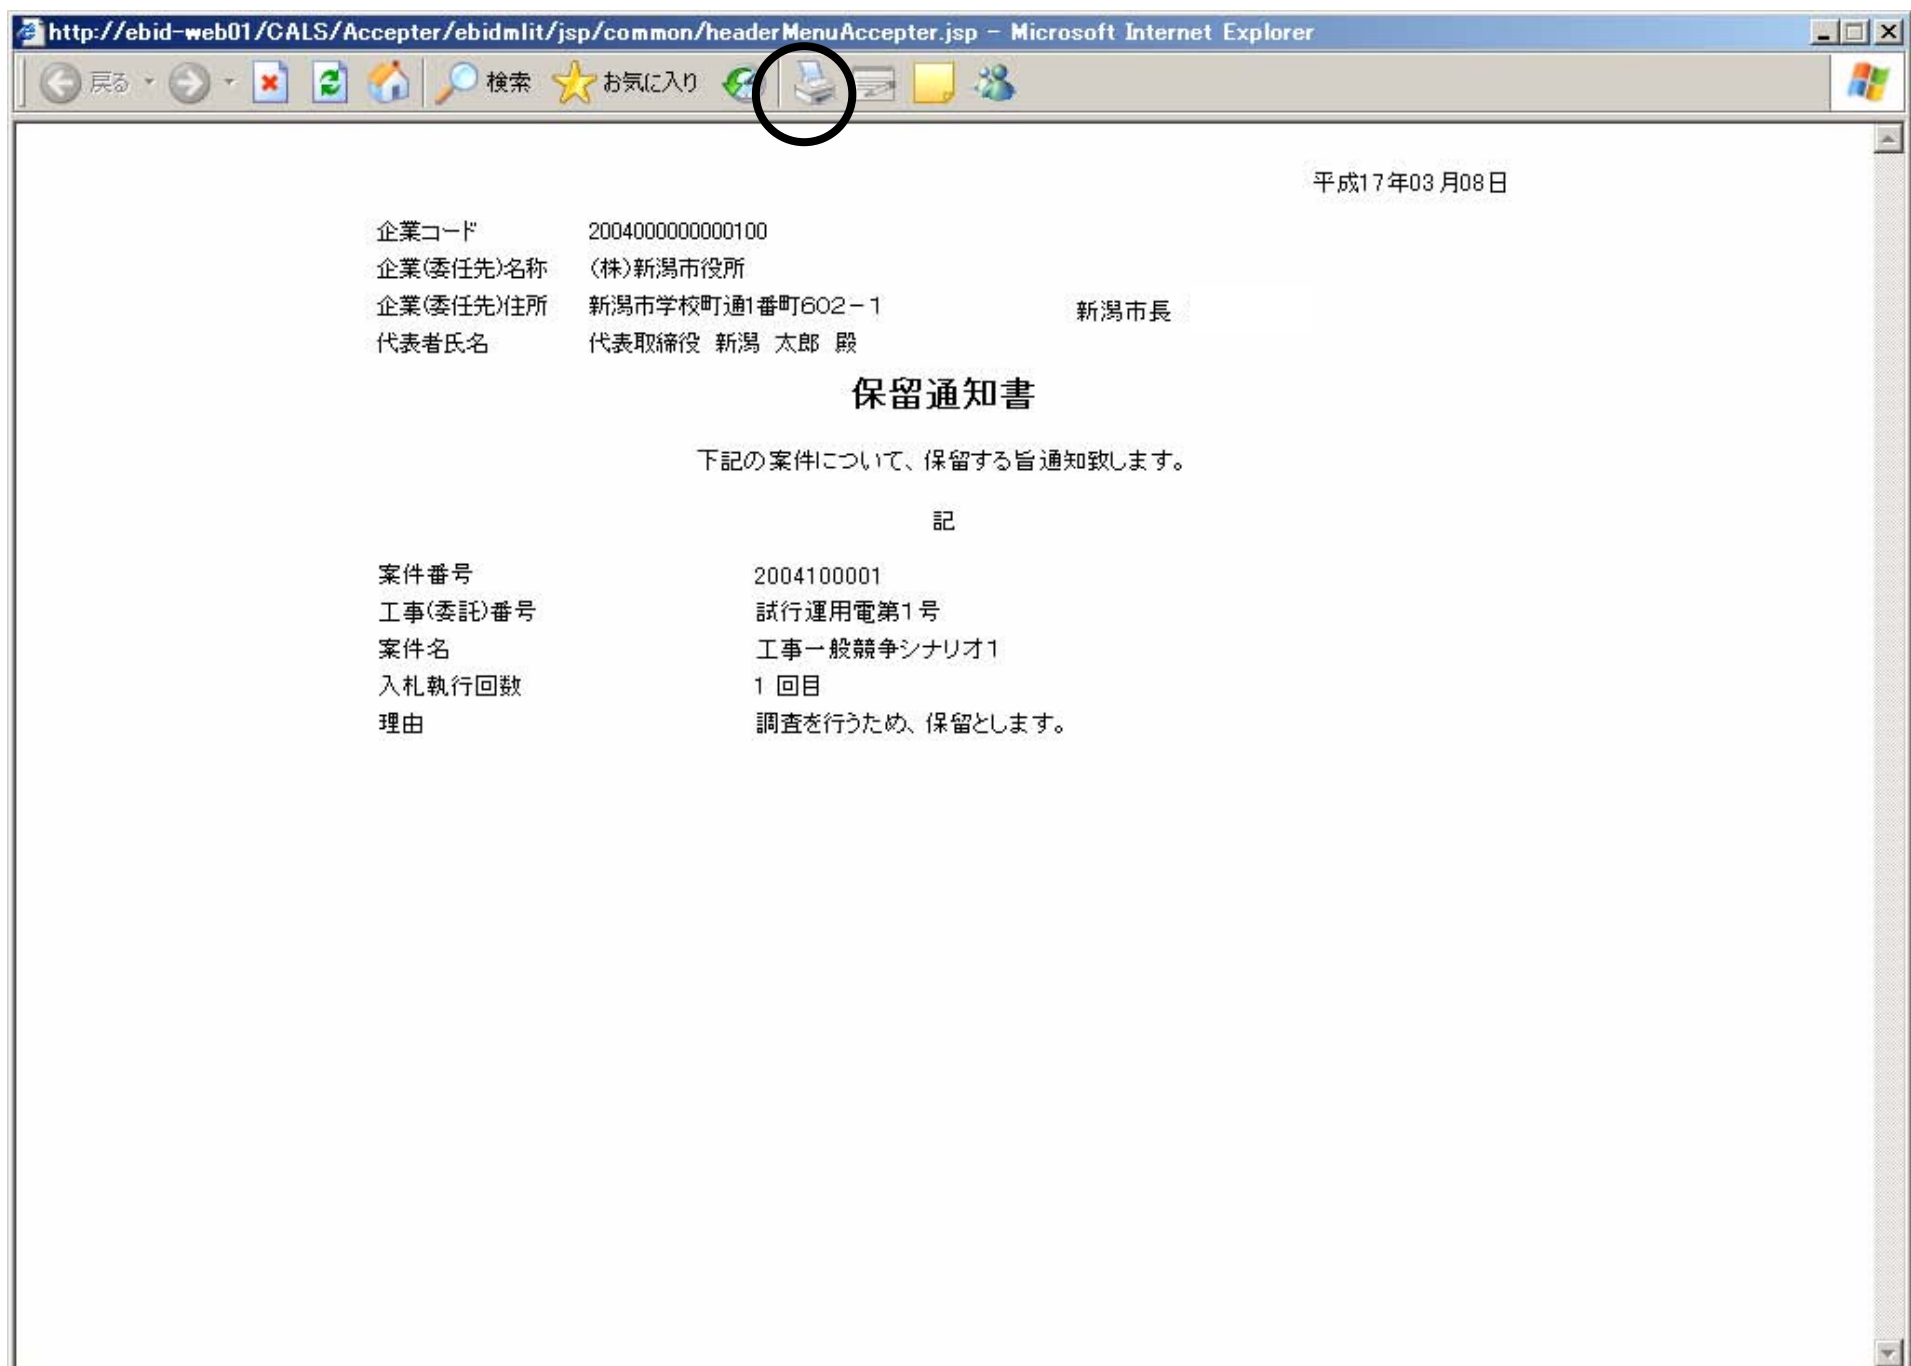 http://ebid-web01/CALS/Accepter/ebidmlit/jsp/common/headerMenuAccepter.jsp - Microsoft Internet Explorer
戻る 検索 お気に入り
平成17年03月08日
企業コード 2004000000000100
企業(委任先)名称 (株)新潟市役所
企業(委任先)住所 新潟市学校町通1番町602-1 新潟市長
代表者氏名 代表取締役 新潟 太郎 殿
保留通知書
下記の案件について、保留する旨通知致します。
記
案件番号 2004100001
工事(委託)番号 試行運用電第1号
案件名 工事一般競争シナリオ1
入札執行回数 1 回目
理由 調査を行うため、保留とします。